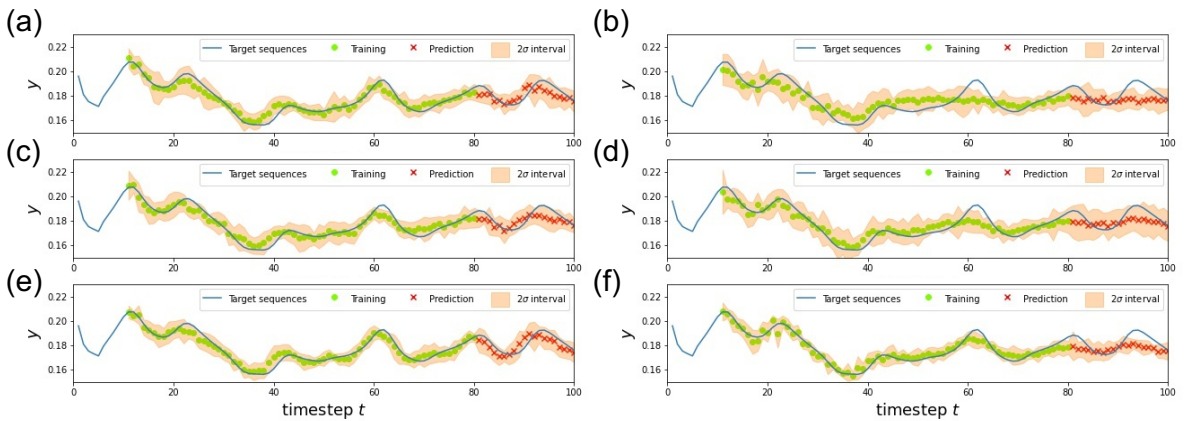 (a)
Target sequences Training Prediction 2σ interval
0.22
0.20
0.18
0.16
y
0 20 40 60 80 100
(b)
Target sequences Training Prediction 2σ interval
0.22
0.20
0.18
0.16
y
0 20 40 60 80 100
(c)
Target sequences Training Prediction 2σ interval
0.22
0.20
0.18
0.16
y
0 20 40 60 80 100
(d)
Target sequences Training Prediction 2σ interval
0.22
0.20
0.18
0.16
y
0 20 40 60 80 100
(e)
Target sequences Training Prediction 2σ interval
0.22
0.20
0.18
0.16
y
0 20 40 60 80 100
timestep t
(f)
Target sequences Training Prediction 2σ interval
0.22
0.20
0.18
0.16
y
0 20 40 60 80 100
timestep t